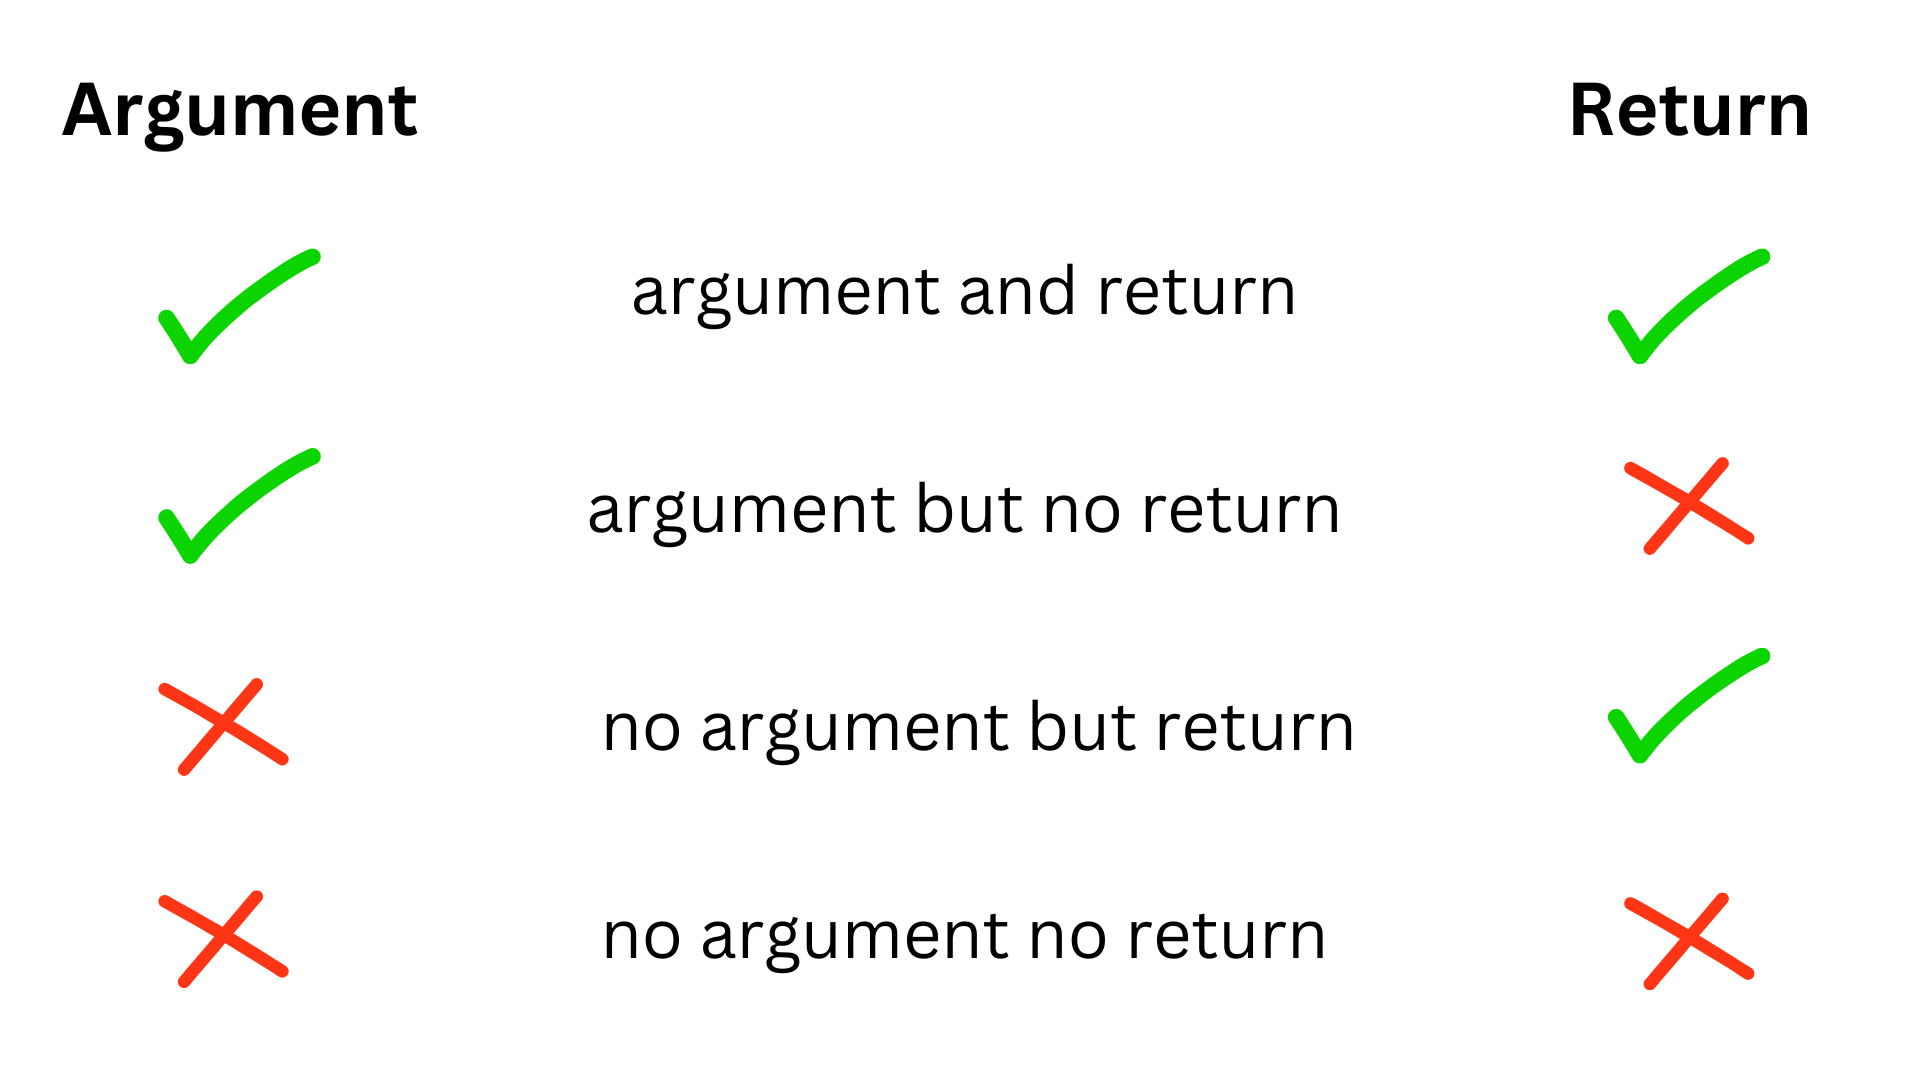 Argument
Return
argument and return
argument but no return
no argument but return
no argument no return